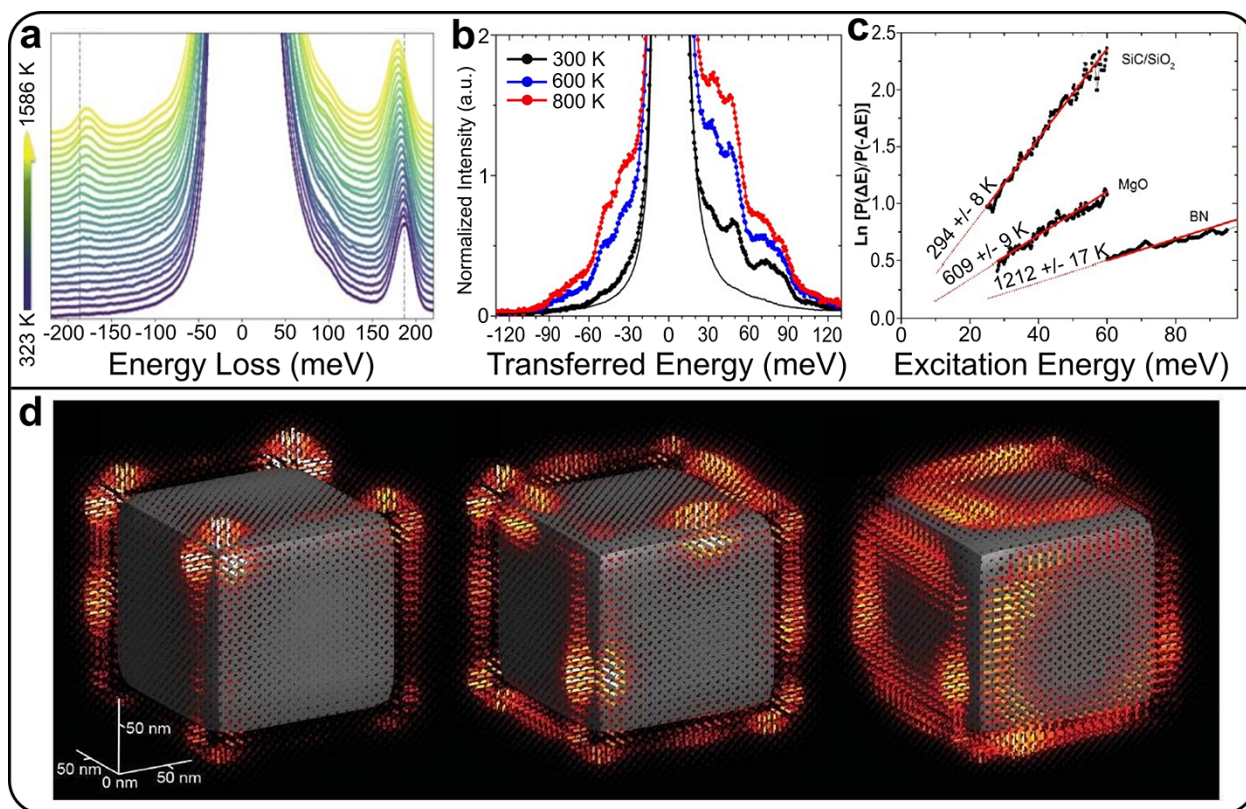 a
1586 K
323 K
-200 -150 -100 -50 0 50 100 150 200
Energy Loss (meV)
b
2
1
0
Normalized Intensity (a.u.)
300 K
600 K
800 K
-120 -90 -60 -30 0 30 60 90 120
Transferred Energy (meV)
c
2.5
2.0
1.5
1.0
0.5
0.0
Ln [P(ΔE)/P(-ΔE)]
SiC/SiO₂
MgO
BN
294 +/- 8 K
609 +/- 9 K
1212 +/- 17 K
0 20 40 60 80
Excitation Energy (meV)
d
50 nm
50 nm
50 nm
0 nm